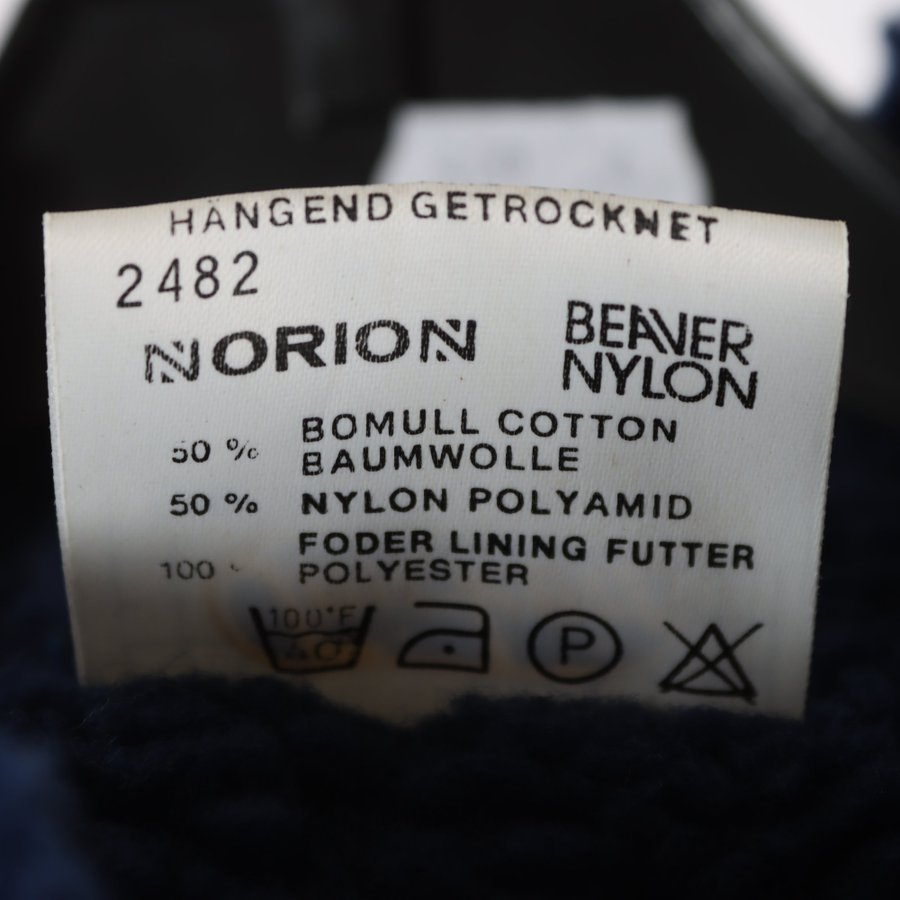 HÄNGEND GETROCKNET
2482
NORION
BEAVER
NYLON
50 % BOMULL COTTON
BAUMWOLLE
50 % NYLON POLYAMID
FODER LINING FUTTER
100 % POLYESTER
100°F
40°
P